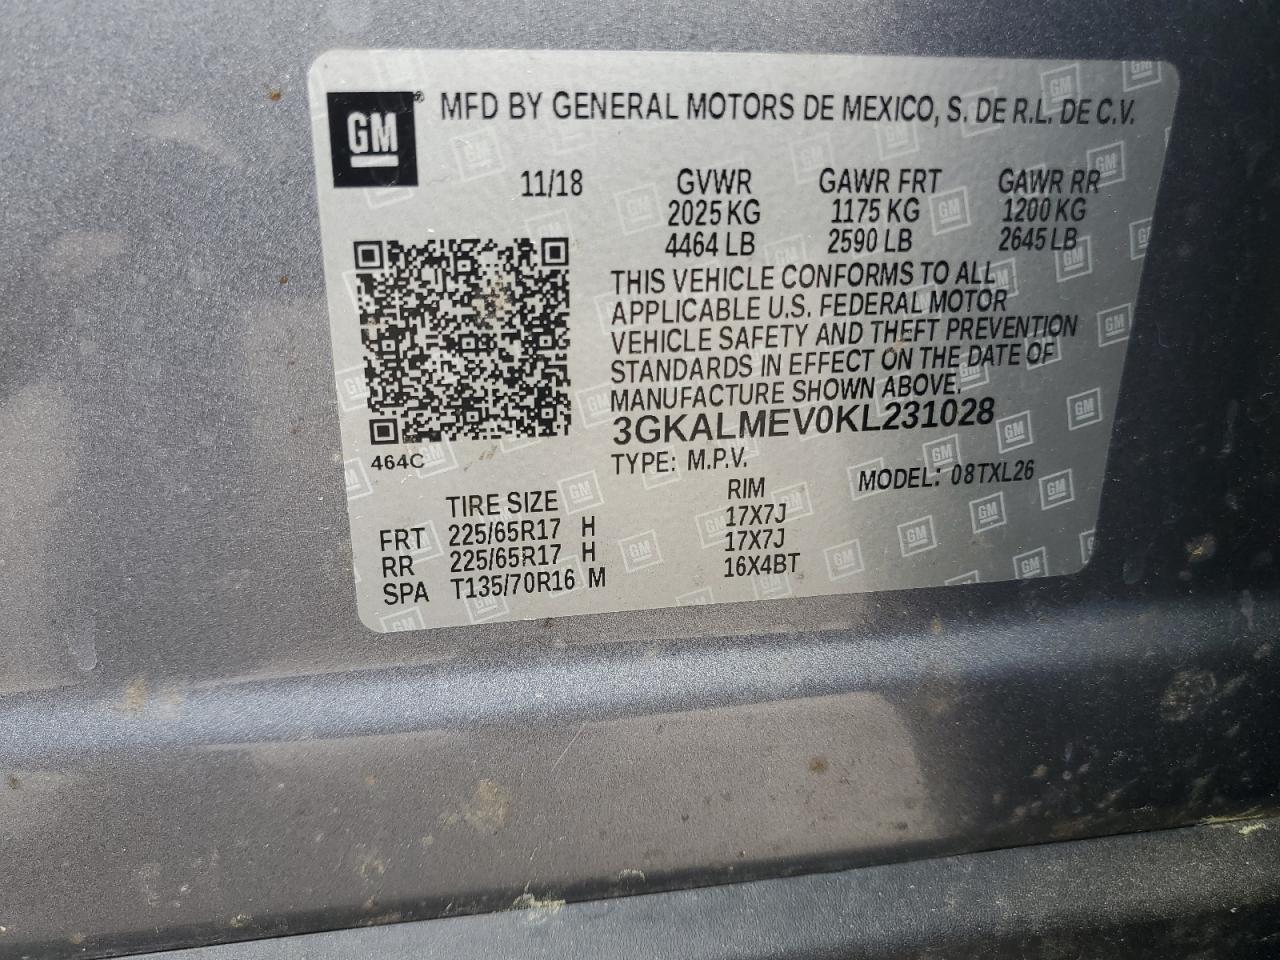 GM
MFD BY GENERAL MOTORS DE MEXICO, S. DE R.L. DE C.V.
11/18 GVWR GAWR FRT GAWR RR
2025 KG 1175 KG 1200 KG
4464 LB 2590 LB 2645 LB
THIS VEHICLE CONFORMS TO ALL
APPLICABLE U.S. FEDERAL MOTOR
VEHICLE SAFETY AND THEFT PREVENTION
STANDARDS IN EFFECT ON THE DATE OF
MANUFACTURE SHOWN ABOVE.
3GKALMEV0KL231028
464C
TYPE: M.P.V. MODEL: 08TXL26
TIRE SIZE RIM
FRT 225/65R17 H 17X7J
RR 225/65R17 H 17X7J
SPA T135/70R16 M 16X4BT